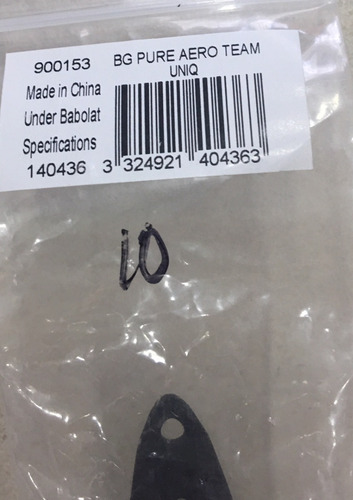 900153 BG PURE AERO TEAM
UNIQ
Made in China
Under Babolat
Specifications
140436 3 324921 404363
10